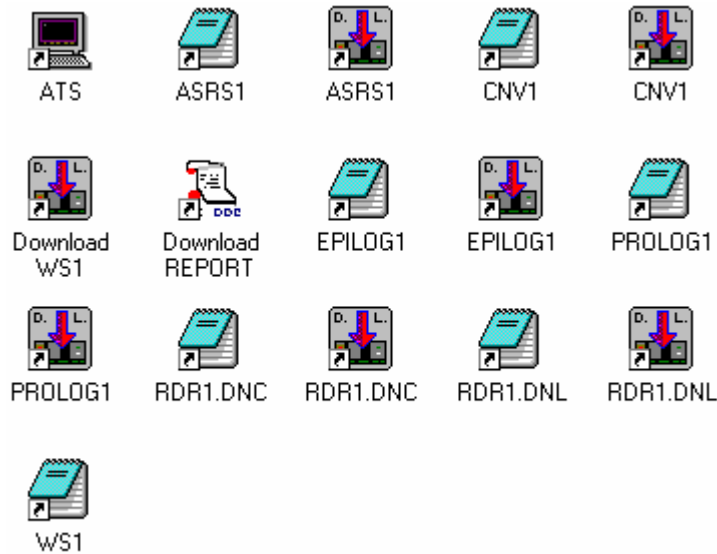 D. L.
D. L.
ATS ASRS1 ASRS1 CNV1 CNV1
D. L.
DDE
D. L.
Download Download EPILOG1 EPILOG1 PROLOG1
WS1 REPORT
D. L.
D. L.
D. L.
PROLOG1 RDR1.DNC RDR1.DNC RDR1.DNL RDR1.DNL
WS1